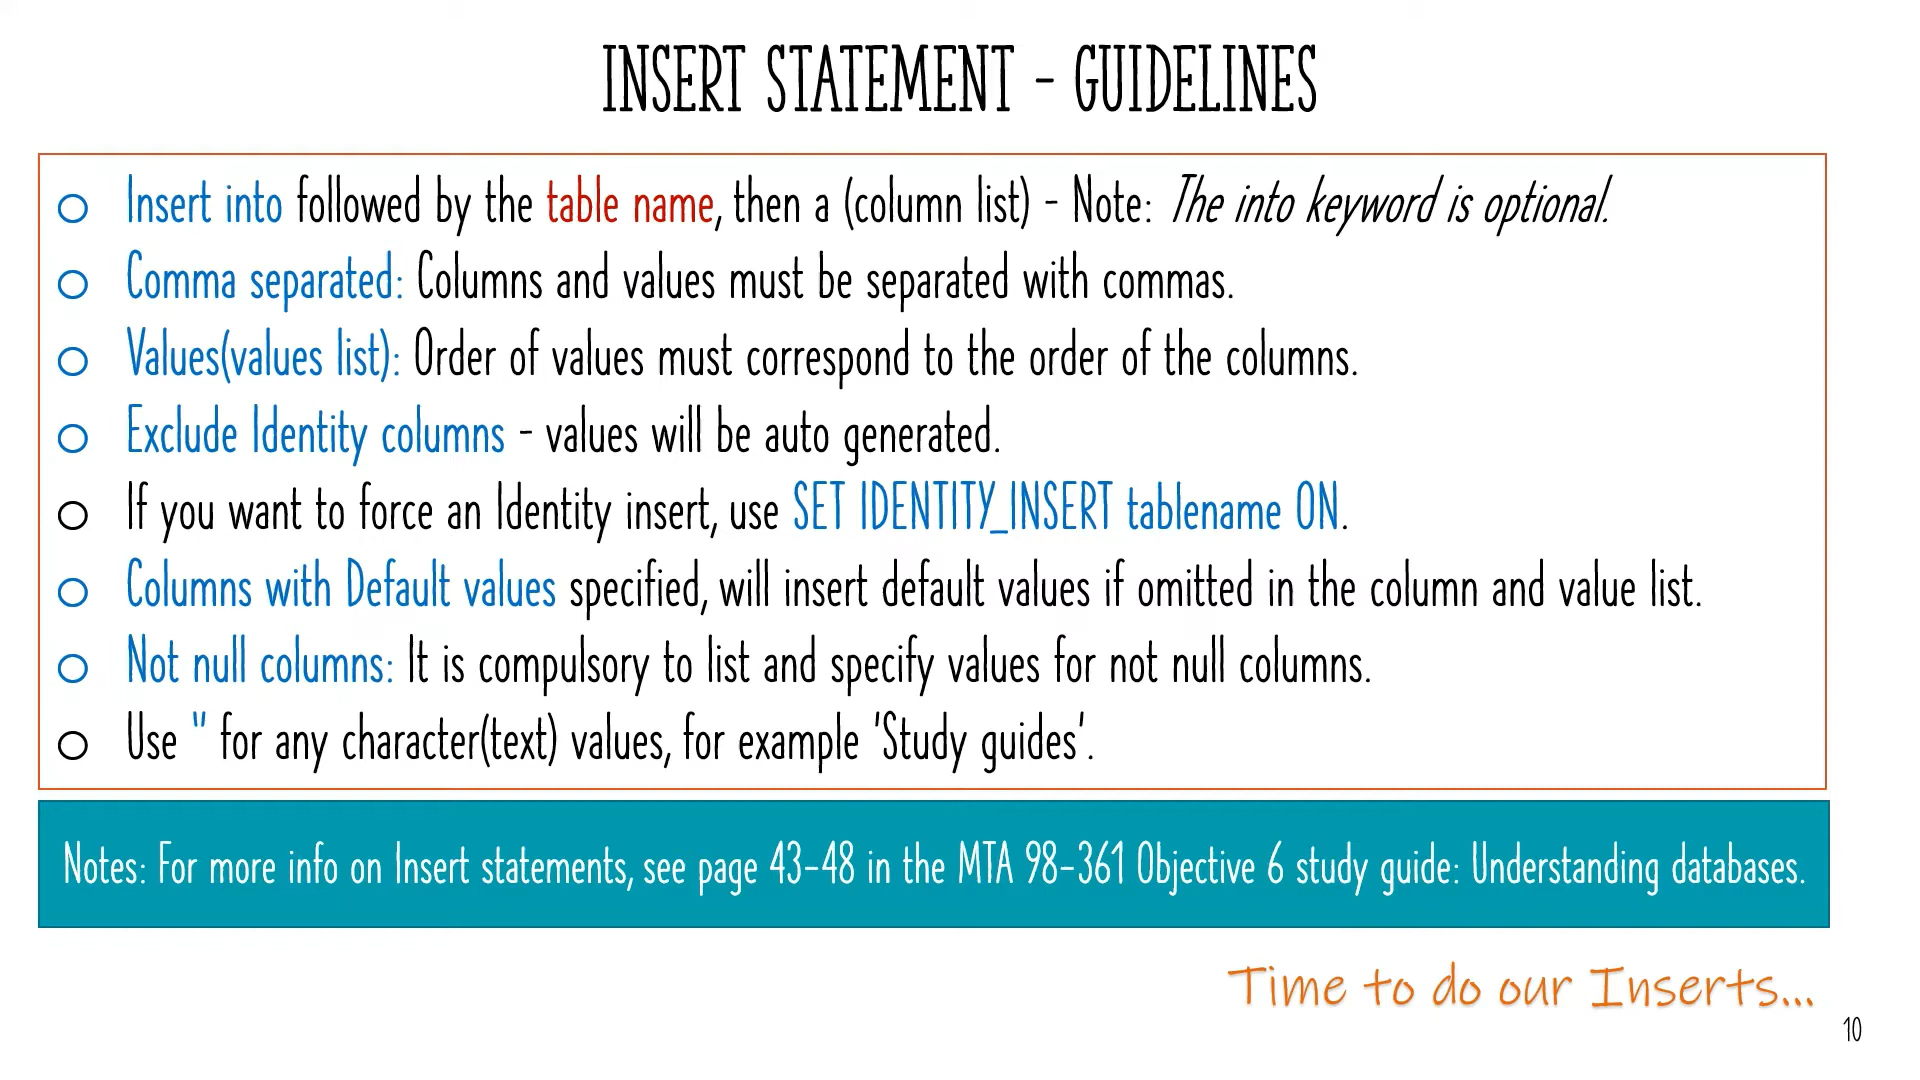 INSERT STATEMENT - GUIDELINES
Insert into followed by the table name, then a (column list) - Note: The into keyword is optional.
Comma separated: Columns and values must be separated with commas.
Values(values list): Order of values must correspond to the order of the columns.
Exclude Identity columns - values will be auto generated.
If you want to force an Identity insert, use SET IDENTITY_INSERT tablename ON.
Columns with Default values specified, will insert default values if omitted in the column and value list.
Not null columns: It is compulsory to list and specify values for not null columns.
Use '' for any character(text) values, for example 'Study guides'.
Notes: For more info on Insert statements, see page 43-48 in the MTA 98-361 Objective 6 study guide: Understanding databases.
Time to do our Inserts...
10